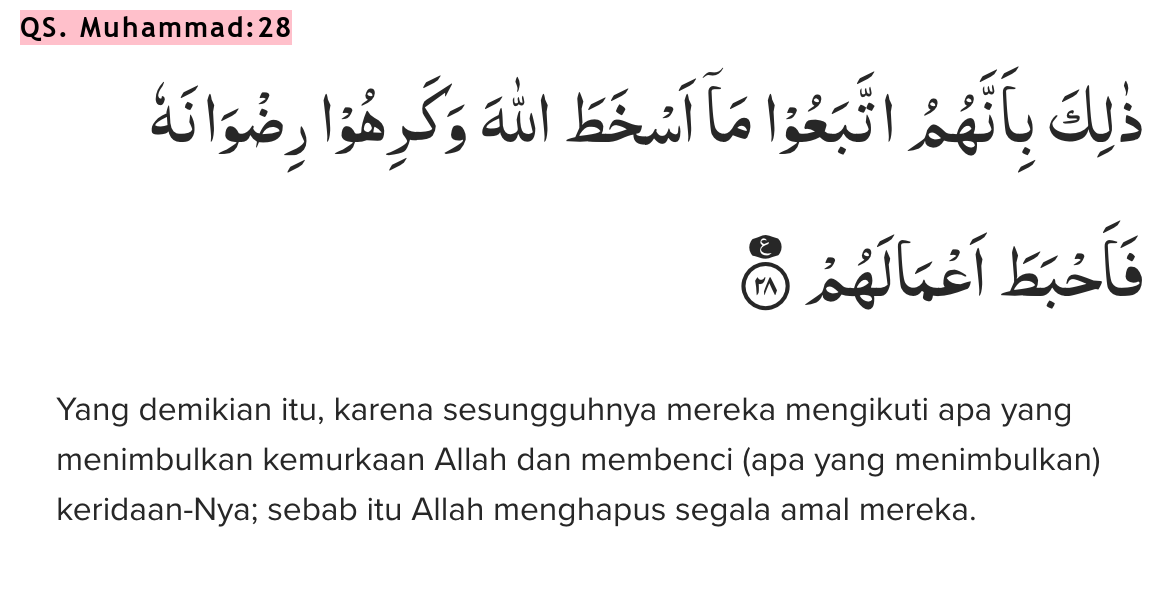 QS. Muhammad:28
ذٰلِكَ بِاَنَّهُمُ اتَّبَعُوْا مَآ اَسْخَطَ اللّٰهَ وَكَرِهُوْا رِضْوَانَهٗ
فَاَحْبَطَ اَعْمَالَهُمْ ࣖ ٢٨
Yang demikian itu, karena sesungguhnya mereka mengikuti apa yang
menimbulkan kemurkaan Allah dan membenci (apa yang menimbulkan)
keridaan-Nya; sebab itu Allah menghapus segala amal mereka.